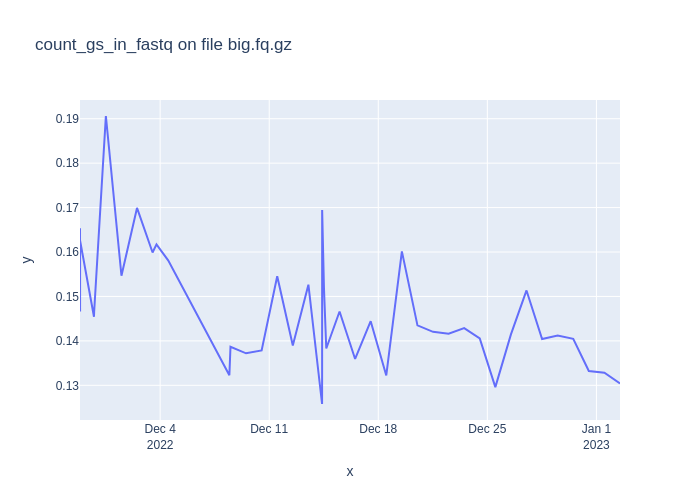 count_gs_in_fastq on file big.fq.gz
0.19
0.18
0.17
0.16
0.15
0.14
0.13
y
Dec 4
2022
Dec 11
Dec 18
Dec 25
Jan 1
2023
x